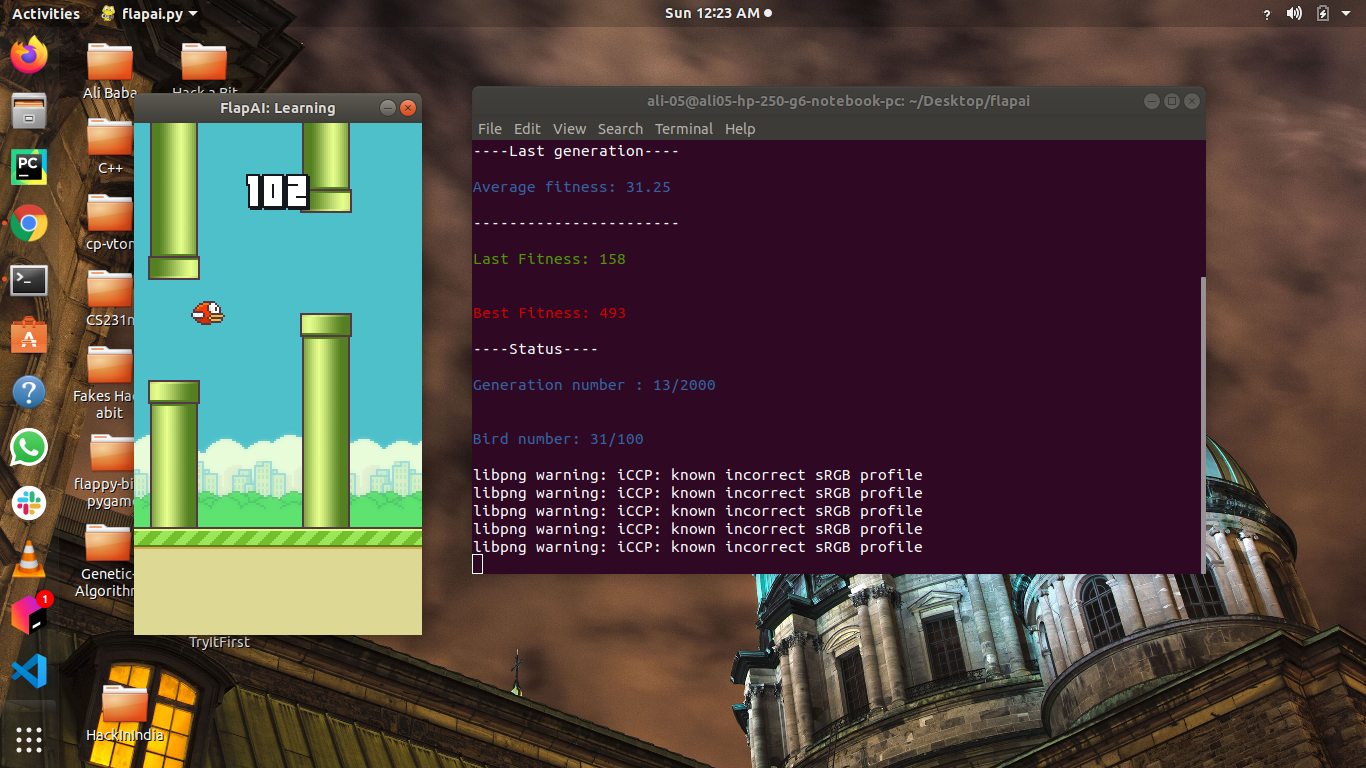 Activities
flapai.py
Sun 12:23 AM
?
Ali Baba
Hack a Bit
FlapAI: Learning
102
C++
cp-vton
CS231n
Fakes Hac
abit
flappy-bi
pygame
Genetic-
Algorithm
TryItFirst
HackInIndia
PC
A
?
1
ali-05@ali05-hp-250-g6-notebook-pc: ~/Desktop/flapai
File Edit View Search Terminal Help
----Last generation----
Average fitness: 31.25
-----------------------
Last Fitness: 158
Best Fitness: 493
----Status----
Generation number : 13/2000
Bird number: 31/100
libpng warning: iCCP: known incorrect sRGB profile
libpng warning: iCCP: known incorrect sRGB profile
libpng warning: iCCP: known incorrect sRGB profile
libpng warning: iCCP: known incorrect sRGB profile
libpng warning: iCCP: known incorrect sRGB profile